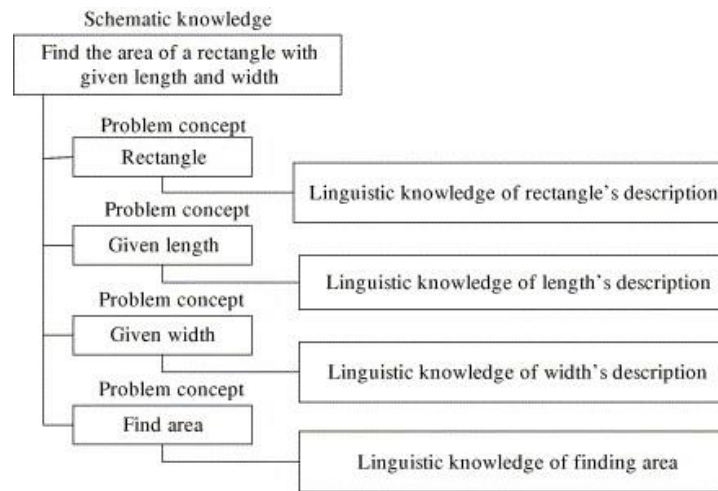 Schematic knowledge
Find the area of a rectangle with
given length and width
Problem concept
Rectangle
Linguistic knowledge of rectangle's description
Problem concept
Given length
Linguistic knowledge of length's description
Problem concept
Given width
Linguistic knowledge of width's description
Problem concept
Find area
Linguistic knowledge of finding area